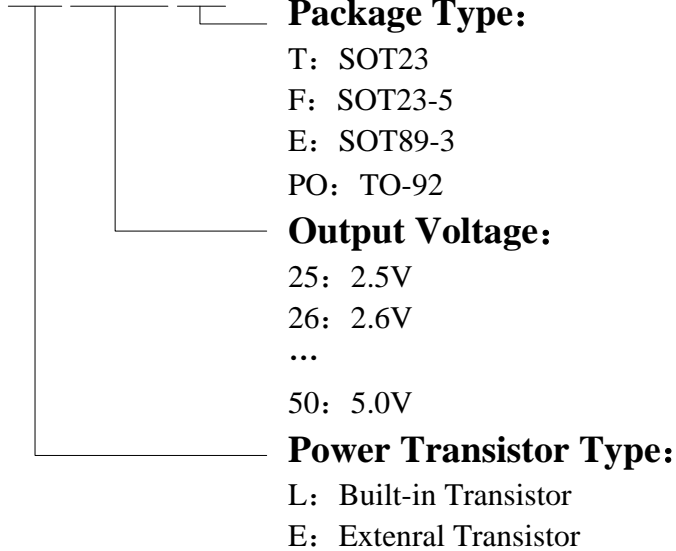 Package Type：
T：SOT23
F：SOT23-5
E：SOT89-3
PO：TO-92
Output Voltage：
25：2.5V
26：2.6V
…
50：5.0V
Power Transistor Type：
L：Built-in Transistor
E：Extenral Transistor